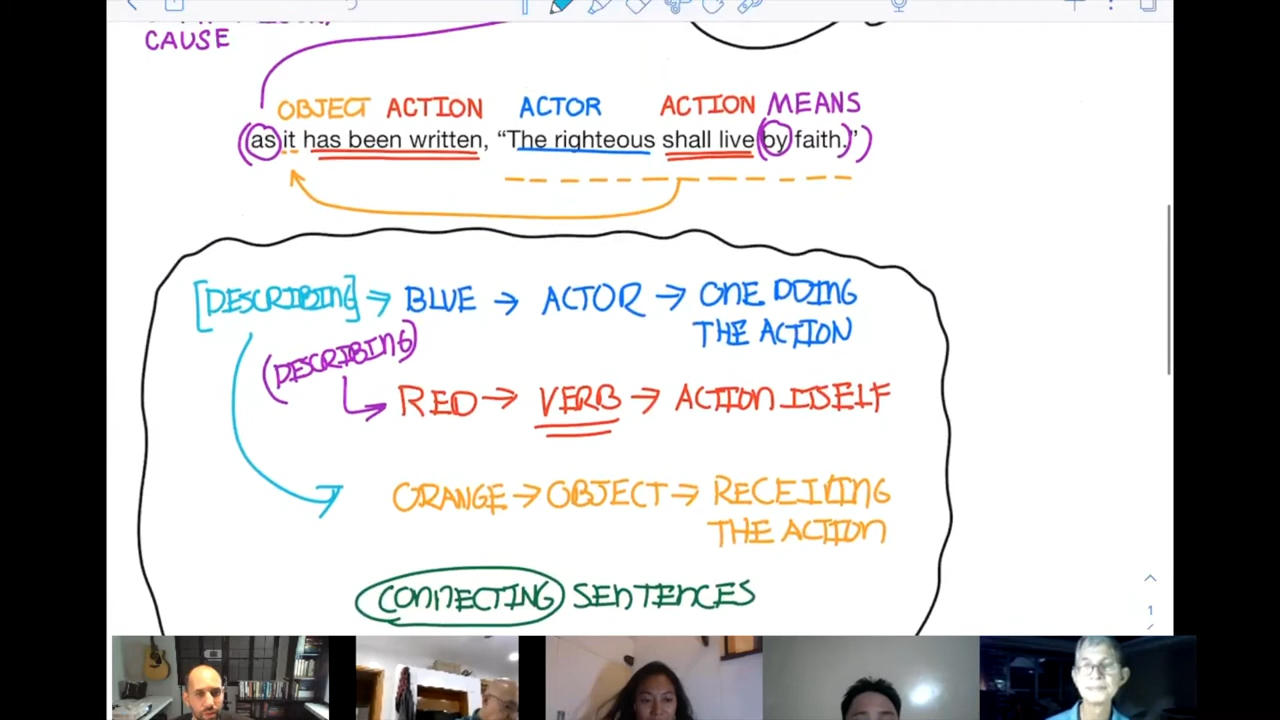 CAUSE
OBJECT ACTION ACTOR ACTION MEANS
(as it has been written, “The righteous shall live (by faith.)”)
[DESCRIBING] → BLUE → ACTOR → ONE DOING
THE ACTION
(DESCRIBING)
RED → VERB → ACTION ITSELF
ORANGE → OBJECT → RECEIVING
THE ACTION
CONNECTING SENTENCES
1